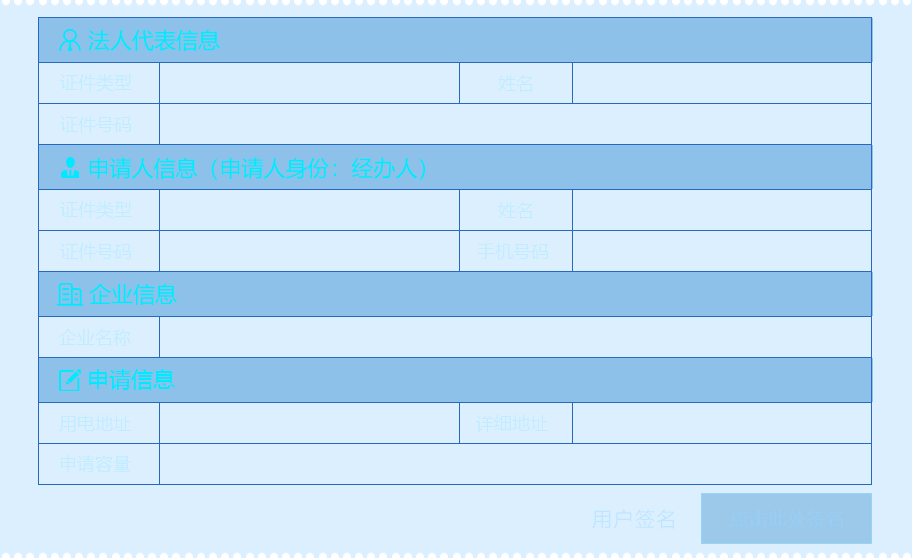 法人代表信息
证件类型 姓名
证件号码
申请人信息（申请人身份：经办人）
证件类型 姓名
证件号码 手机号码
企业信息
企业名称
申请信息
用电地址 详细地址
申请容量
用户签名